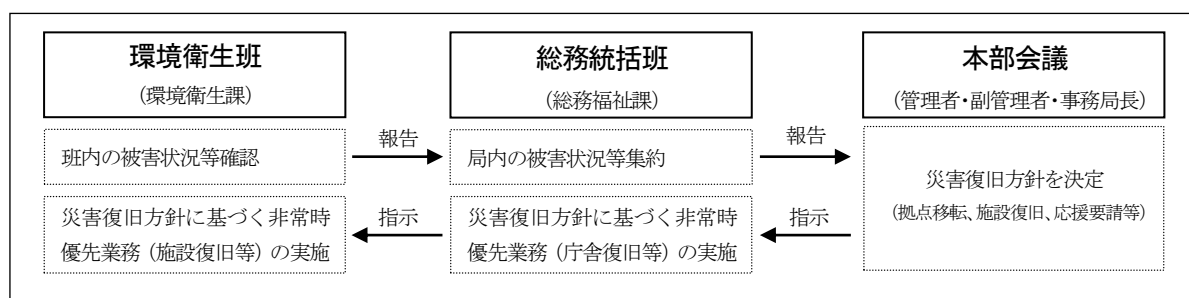 環境衛生班
（環境衛生課）
総務統括班
（総務福祉課）
本部会議
（管理者・副管理者・事務局長）
班内の被害状況等確認
報告
局内の被害状況等集約
報告
災害復旧方針を決定
（拠点移転、施設復旧、応援要請等）
災害復旧方針に基づく非常時
優先業務（施設復旧等）の実施
指示
災害復旧方針に基づく非常時
優先業務（庁舎復旧等）の実施
指示